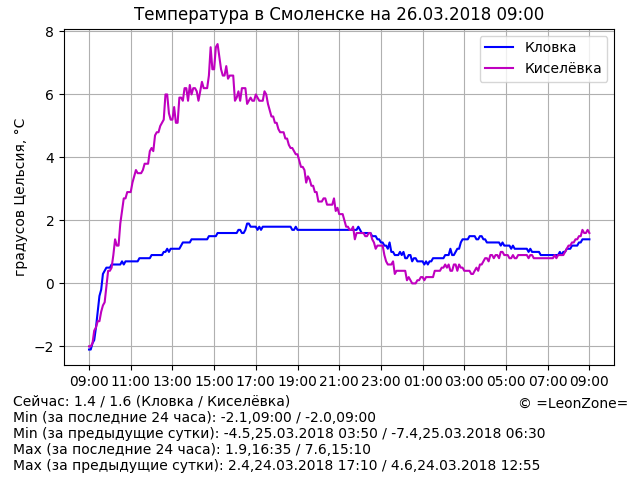 Температура в Смоленске на 26.03.2018 09:00
8
6
4
2
0
−2
градусов Цельсия, °C
Кловка
Киселёвка
09:00 11:00 13:00 15:00 17:00 19:00 21:00 23:00 01:00 03:00 05:00 07:00 09:00
Сейчас: 1.4 / 1.6 (Кловка / Киселёвка)
© =LeonZone=
Min (за последние 24 часа): -2.1,09:00 / -2.0,09:00
Min (за предыдущие сутки): -4.5,25.03.2018 03:50 / -7.4,25.03.2018 06:30
Max (за последние 24 часа): 1.9,16:35 / 7.6,15:10
Max (за предыдущие сутки): 2.4,24.03.2018 17:10 / 4.6,24.03.2018 12:55